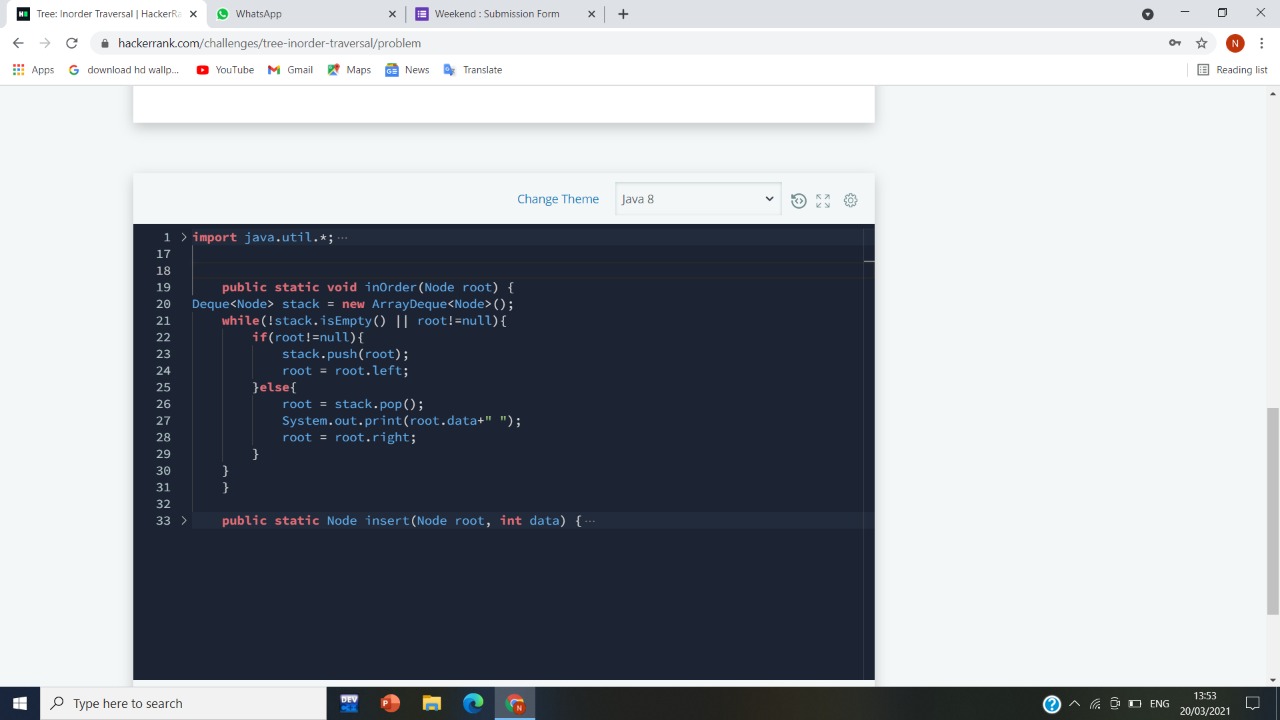 Tree: Inorder Traversal | HackerRa
WhatsApp
Weekend : Submission Form
hackerrank.com/challenges/tree-inorder-traversal/problem
N
Apps
download hd wallp...
YouTube
Gmail
Maps
News
Translate
Reading list
Change Theme
Java 8
1 import java.util.*; ...
17
18
19 public static void inOrder(Node root) {
20 Deque<Node> stack = new ArrayDeque<Node>();
21 while(!stack.isEmpty() || root!=null){
22 if(root!=null){
23 stack.push(root);
24 root = root.left;
25 }else{
26 root = stack.pop();
27 System.out.print(root.data+" ");
28 root = root.right;
29 }
30 }
31 }
32
33 public static Node insert(Node root, int data) { ...
Type here to search
DEV
ENG
13:53
20/03/2021